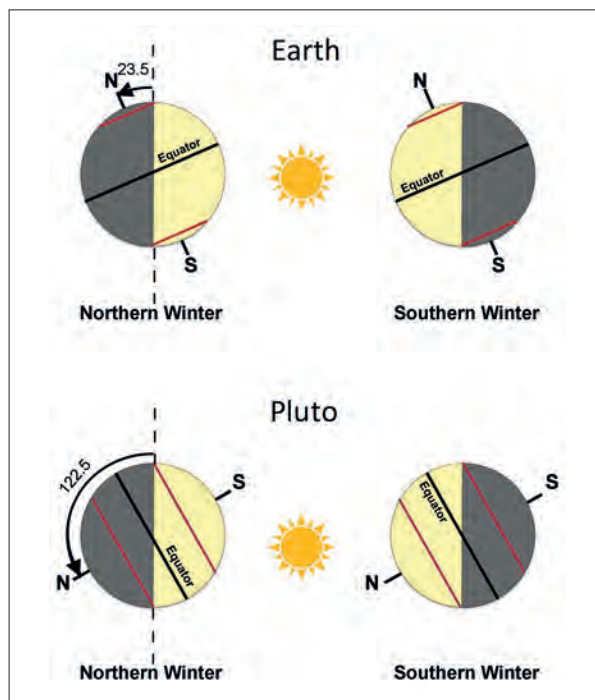 Earth
N
23.5
Equator
S
Northern Winter
N
Equator
S
Southern Winter
Pluto
122.5
S
Equator
N
Northern Winter
S
Equator
N
Southern Winter